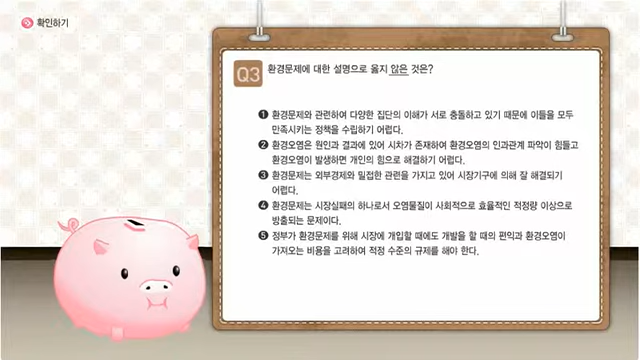 확인하기
Q3 환경문제에 대한 설명으로 옳지 않은 것은?
❶ 환경문제와 관련하여 다양한 집단의 이해가 서로 충돌하고 있기 때문에 이들을 모두
만족시키는 정책을 수립하기 어렵다.
❷ 환경오염은 원인과 결과에 있어 시차가 존재하여 환경오염의 인과관계 파악이 힘들고
환경오염이 발생하면 개인의 힘으로 해결하기 어렵다.
❸ 환경문제는 외부경제와 밀접한 관련을 가지고 있어 시장기구에 의해 잘 해결되기
어렵다.
❹ 환경문제는 시장실패의 하나로서 오염물질이 사회적으로 효율적인 적정량 이상으로
방출되는 문제이다.
❺ 정부가 환경문제를 위해 시장에 개입할 때에도 개발을 할 때의 편익과 환경오염이
가져오는 비용을 고려하여 적정 수준의 규제를 해야 한다.